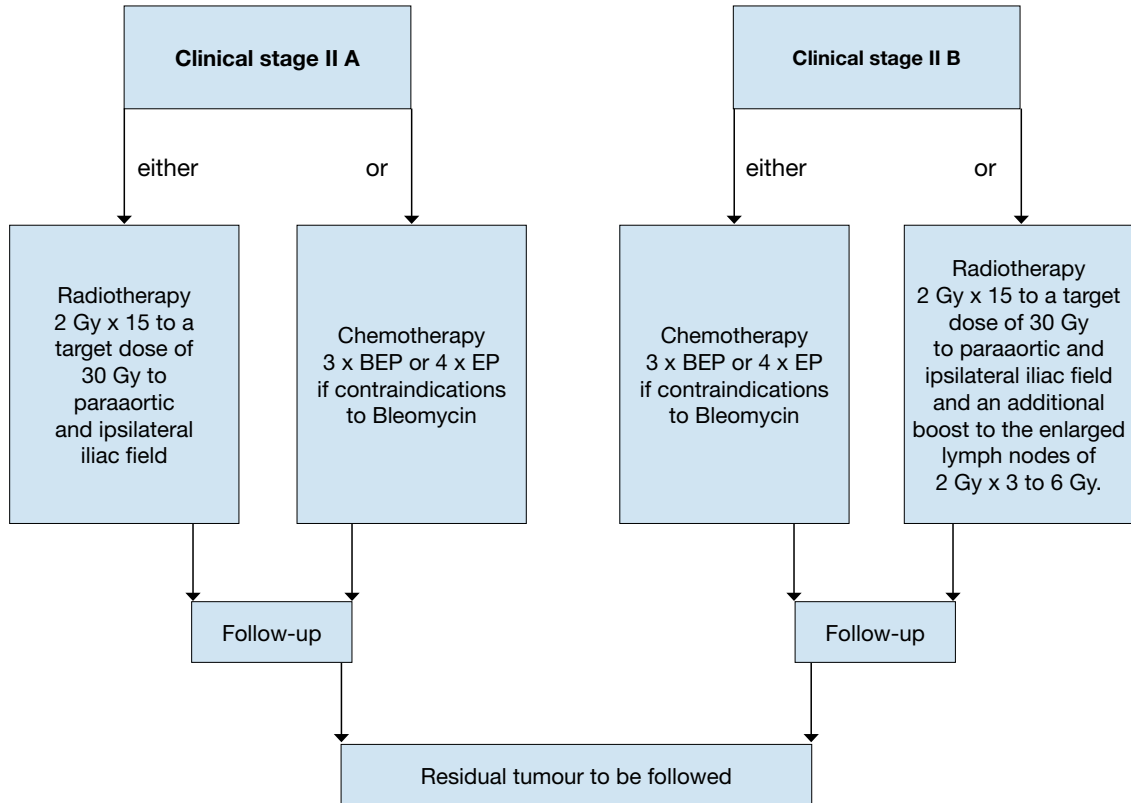 Clinical stage II A
Clinical stage II B
either
or
either
or
Radiotherapy
2 Gy x 15 to a
target dose of
30 Gy to
paraaortic
and ipsilateral
iliac field
Chemotherapy
3 x BEP or 4 x EP
if contraindications
to Bleomycin
Chemotherapy
3 x BEP or 4 x EP
if contraindications
to Bleomycin
Radiotherapy
2 Gy x 15 to a target
dose of 30 Gy
to paraaortic and
ipsilateral iliac field
and an additional
boost to the enlarged
lymph nodes of
2 Gy x 3 to 6 Gy.
Follow-up
Follow-up
Residual tumour to be followed